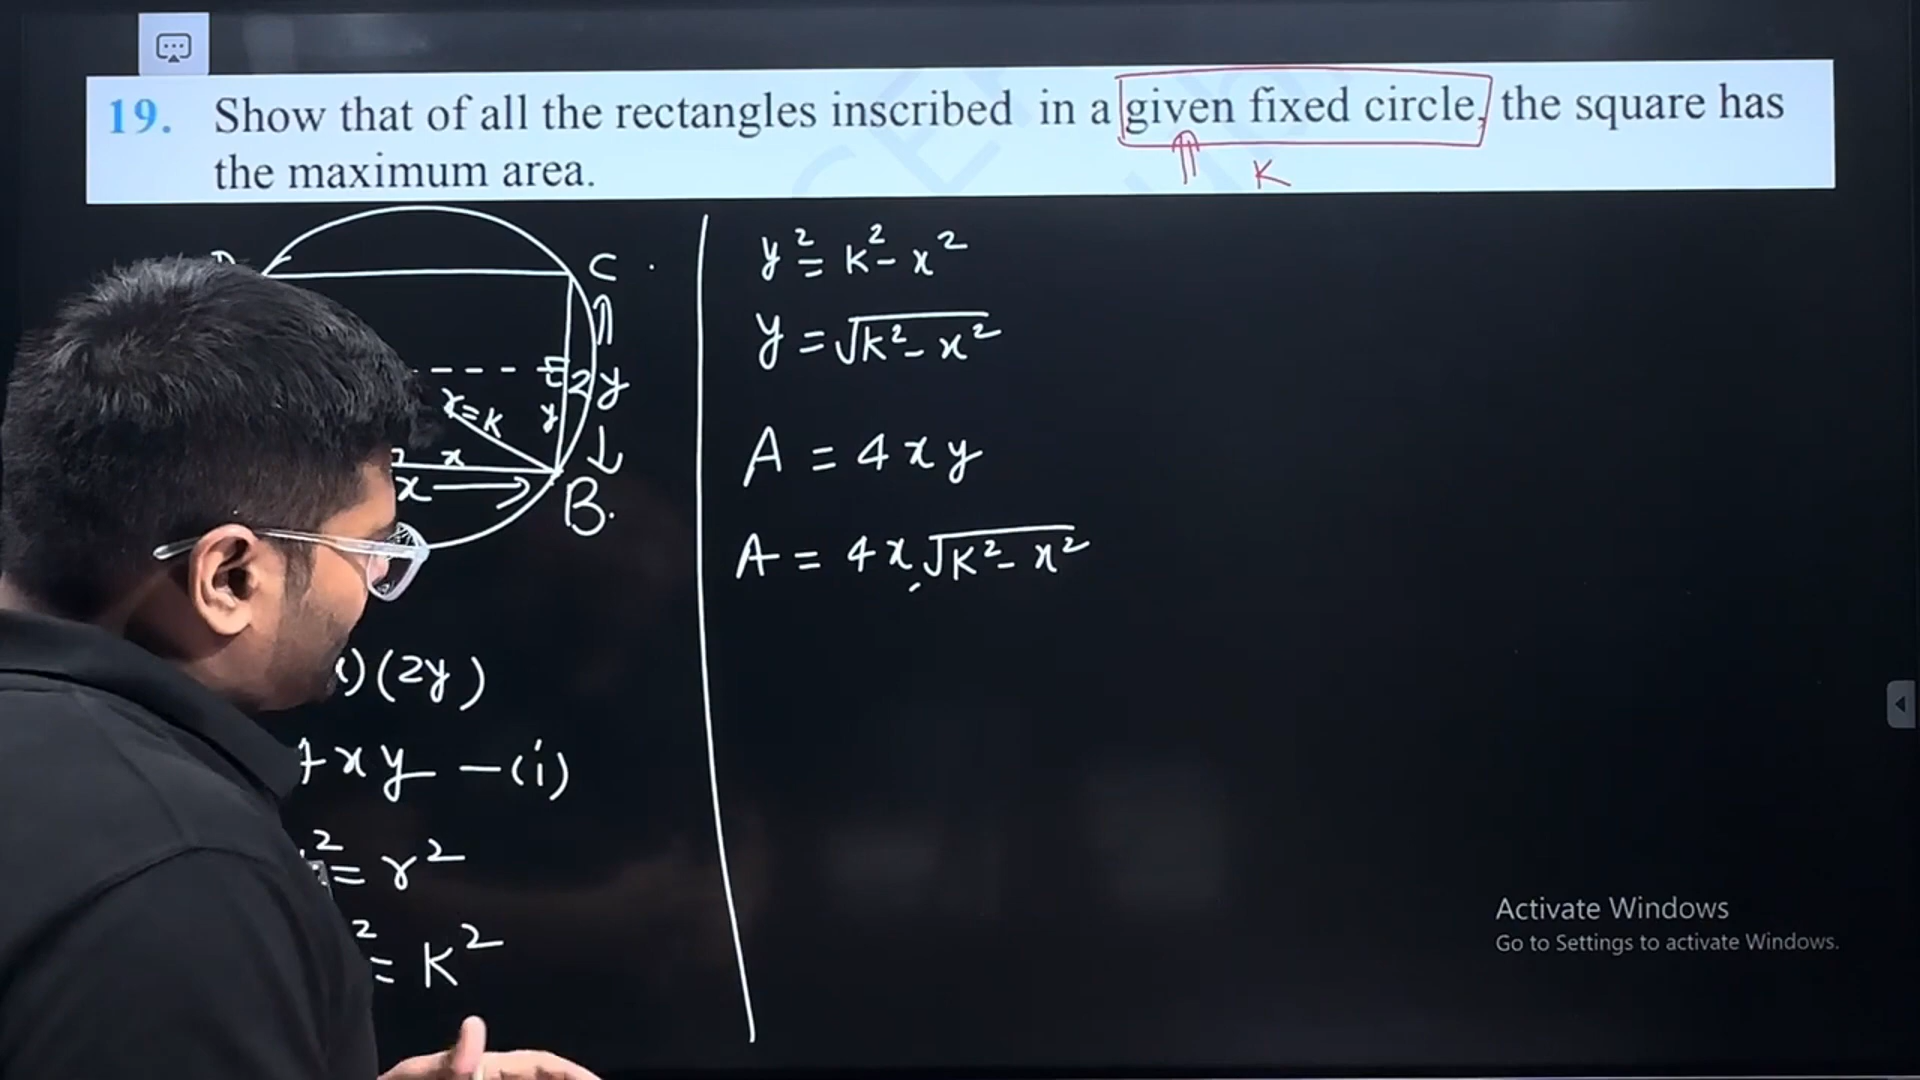 19. Show that of all the rectangles inscribed in a given fixed circle, the square has
the maximum area.
K
C
2y
r=k
y
x
x
B.
(2y)
xy -(i)
² = r²
² = k²
y² = k² - x²
y = √k² - x²
A = 4xy
A = 4x√k² - x²
Activate Windows
Go to Settings to activate Windows.